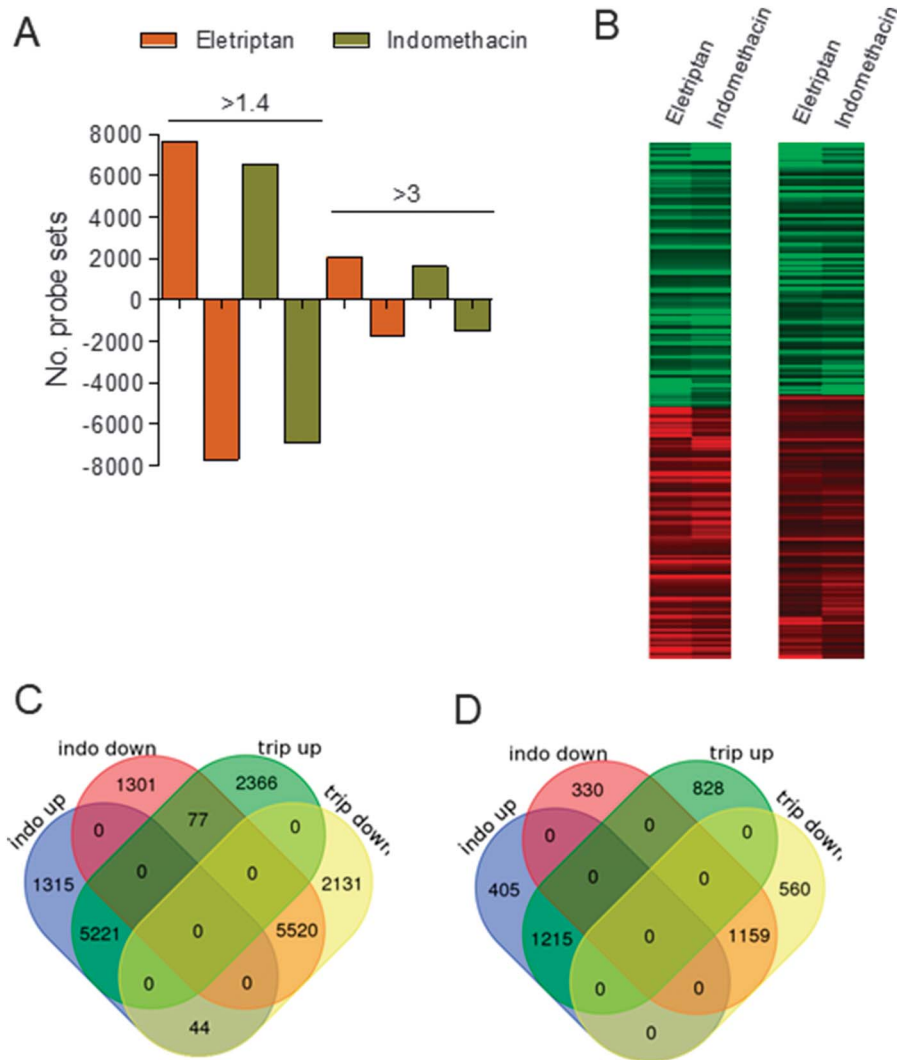 A
Eletriptan
Indomethacin
>1.4
>3
No. probe sets
8000
6000
4000
2000
0
-2000
-4000
-6000
-8000
B
Eletriptan
Indomethacin
Eletriptan
Indomethacin
C
indo up
indo down
trip up
trip down
1301
2366
0
77
0
1315
0
0
2131
5221
0
5520
0
0
44
D
indo up
indo down
trip up
trip down
330
828
0
0
0
405
0
0
560
1215
0
1159
0
0
0